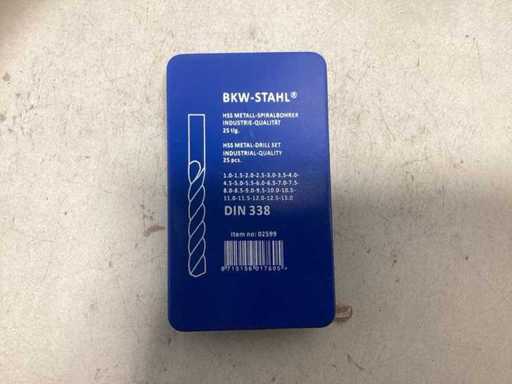 BKW-STAHL®
HSS METALL-SPIRALBOHRER
INDUSTRIE-QUALITÄT
25 tlg.
HSS METAL-DRILL SET
INDUSTRIAL-QUALITY
25 pcs.
1.0-1.5-2.0-2.5-3.0-3.5-4.0-
4.5-5.0-5.5-6.0-6.5-7.0-7.5-
8.0-8.5-9.0-9.5-10.0-10.5-
11.0-11.5-12.0-12.5-13.0
DIN 338
Item no: 02599
8715156017605>